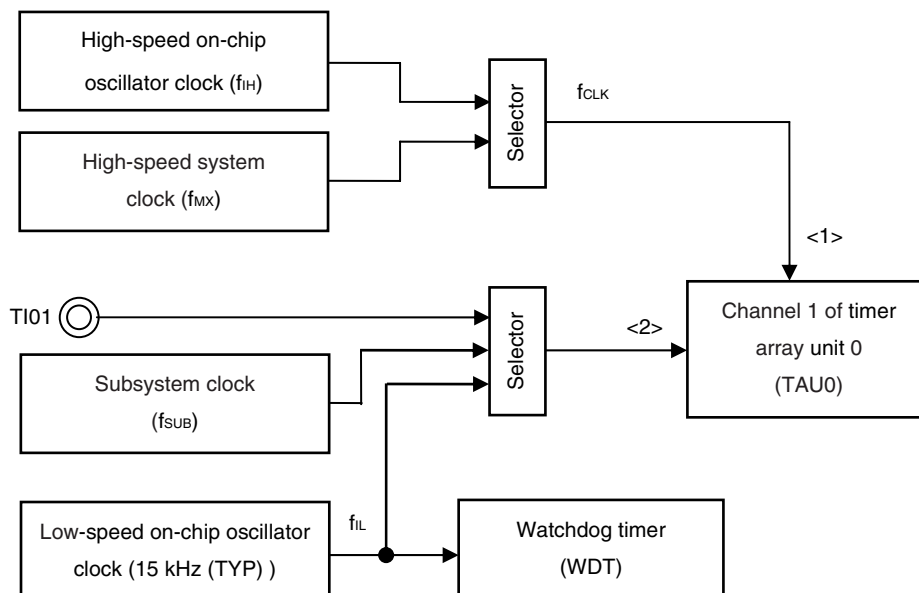 High-speed on-chip
oscillator clock (fIH)
Selector
fCLK
High-speed system
clock (fMX)
<1>
TI01
Selector
<2>
Channel 1 of timer
array unit 0
(TAU0)
Subsystem clock
(fSUB)
Low-speed on-chip oscillator
clock (15 kHz (TYP) )
fIL
Watchdog timer
(WDT)